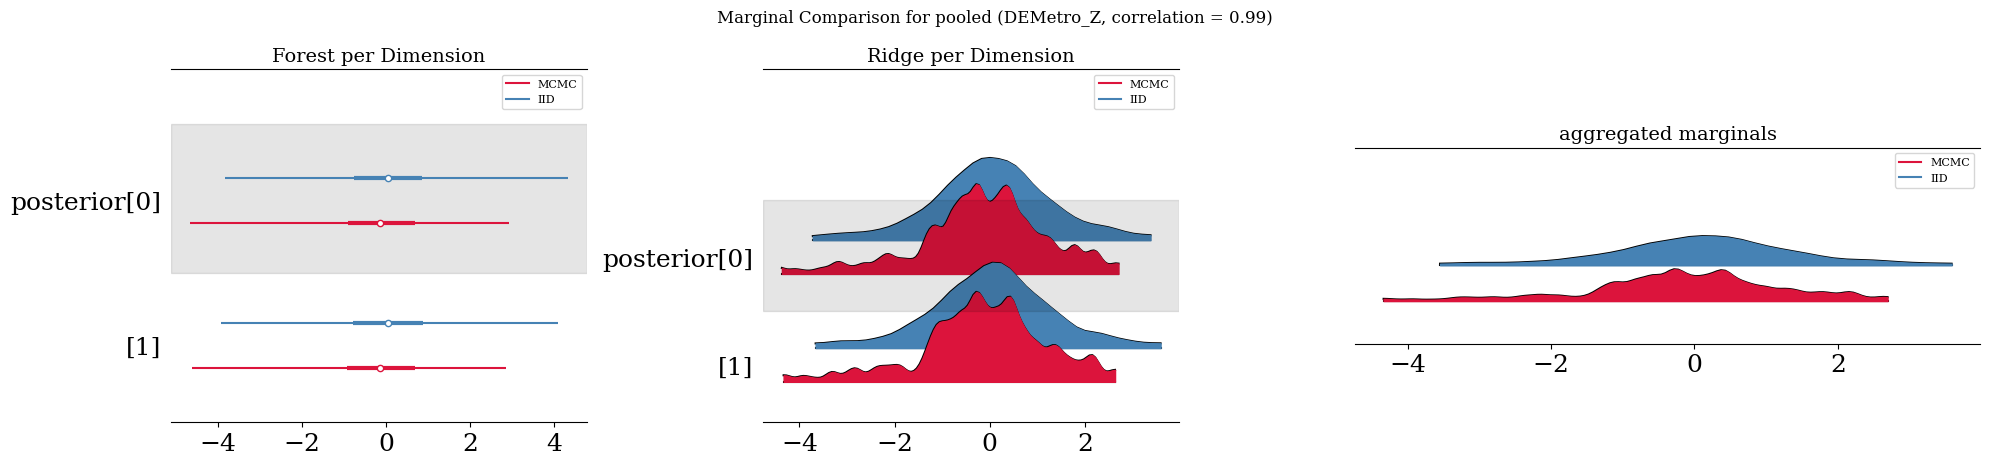 Marginal Comparison for pooled (DEMetro_Z, correlation = 0.99)
Forest per Dimension
MCMC
IID
posterior[0]
[1]
−4 −2 0 2 4
Ridge per Dimension
MCMC
IID
posterior[0]
[1]
−4 −2 0 2
aggregated marginals
MCMC
IID
−4 −2 0 2